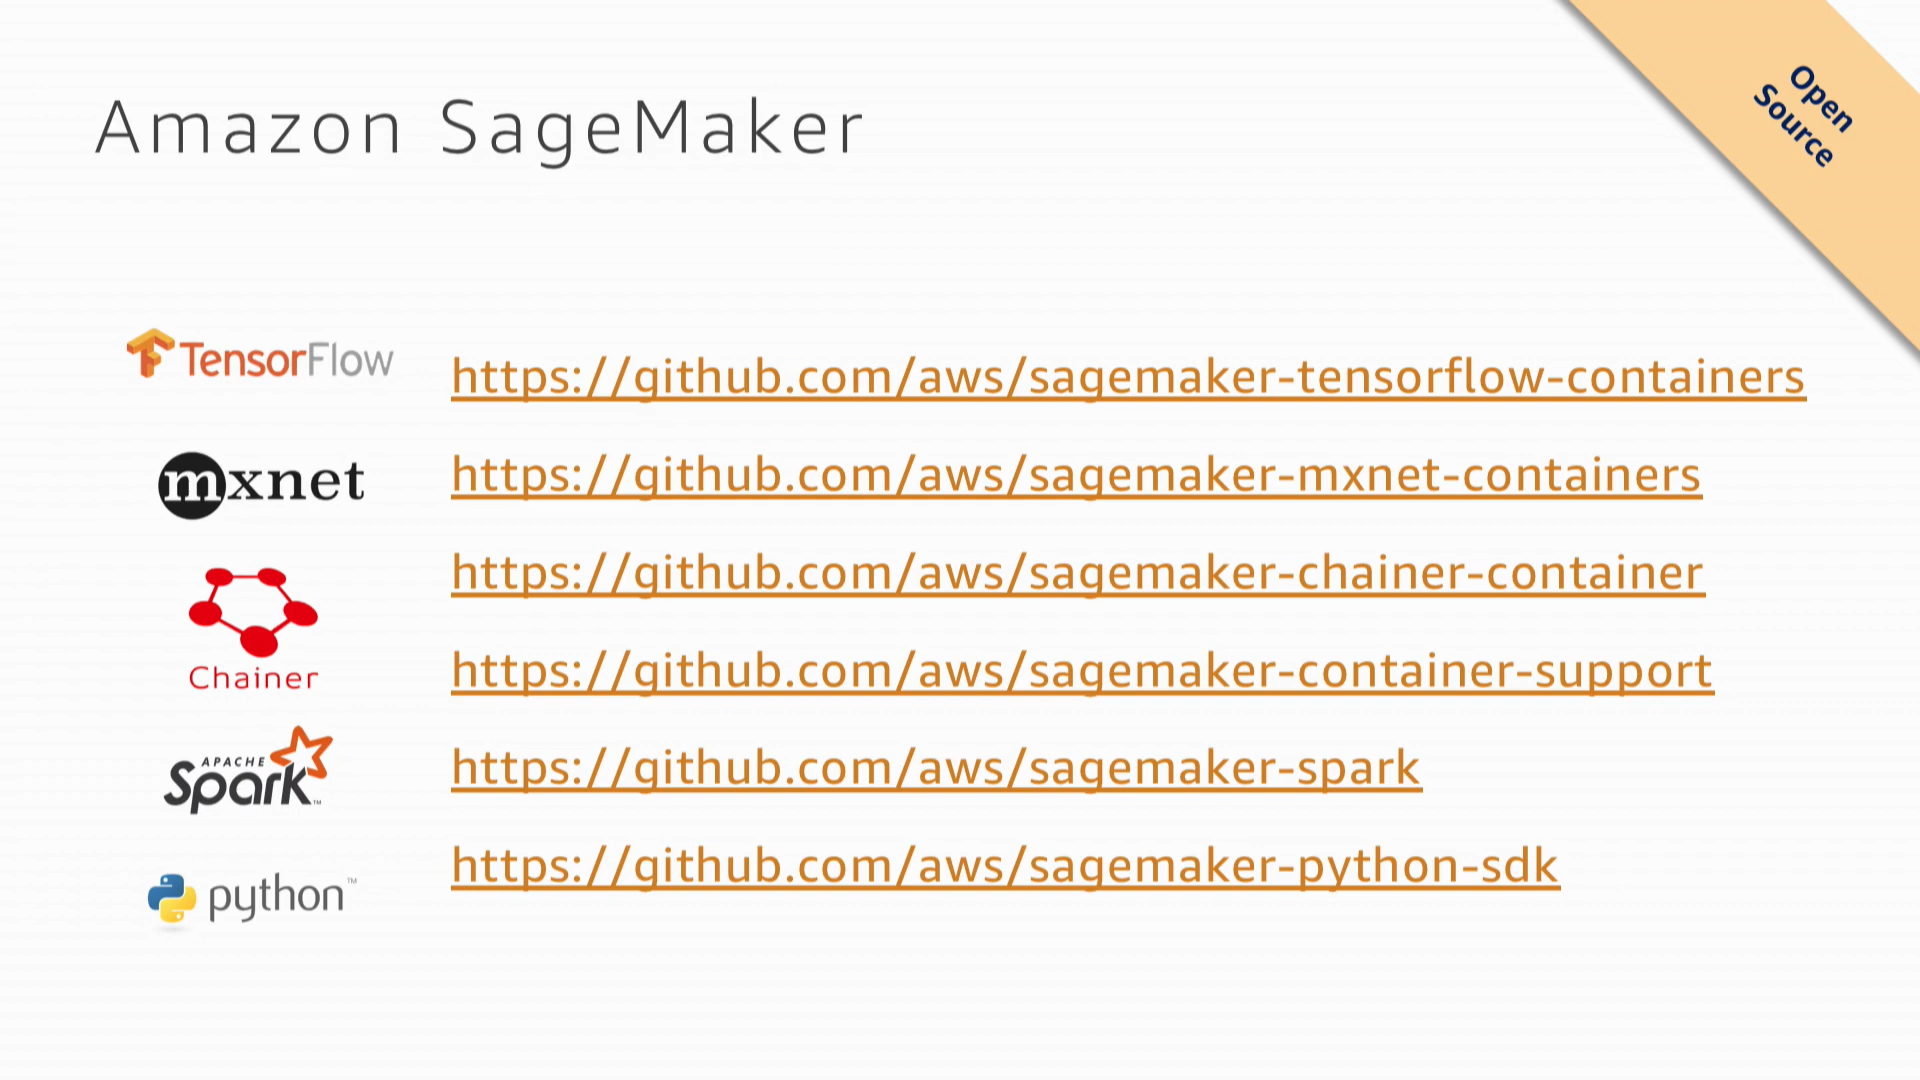 Amazon SageMaker
Open
Source
TensorFlow
https://github.com/aws/sagemaker-tensorflow-containers
mxnet
https://github.com/aws/sagemaker-mxnet-containers
https://github.com/aws/sagemaker-chainer-container
Chainer
https://github.com/aws/sagemaker-container-support
APACHE
Spark™
https://github.com/aws/sagemaker-spark
python™
https://github.com/aws/sagemaker-python-sdk